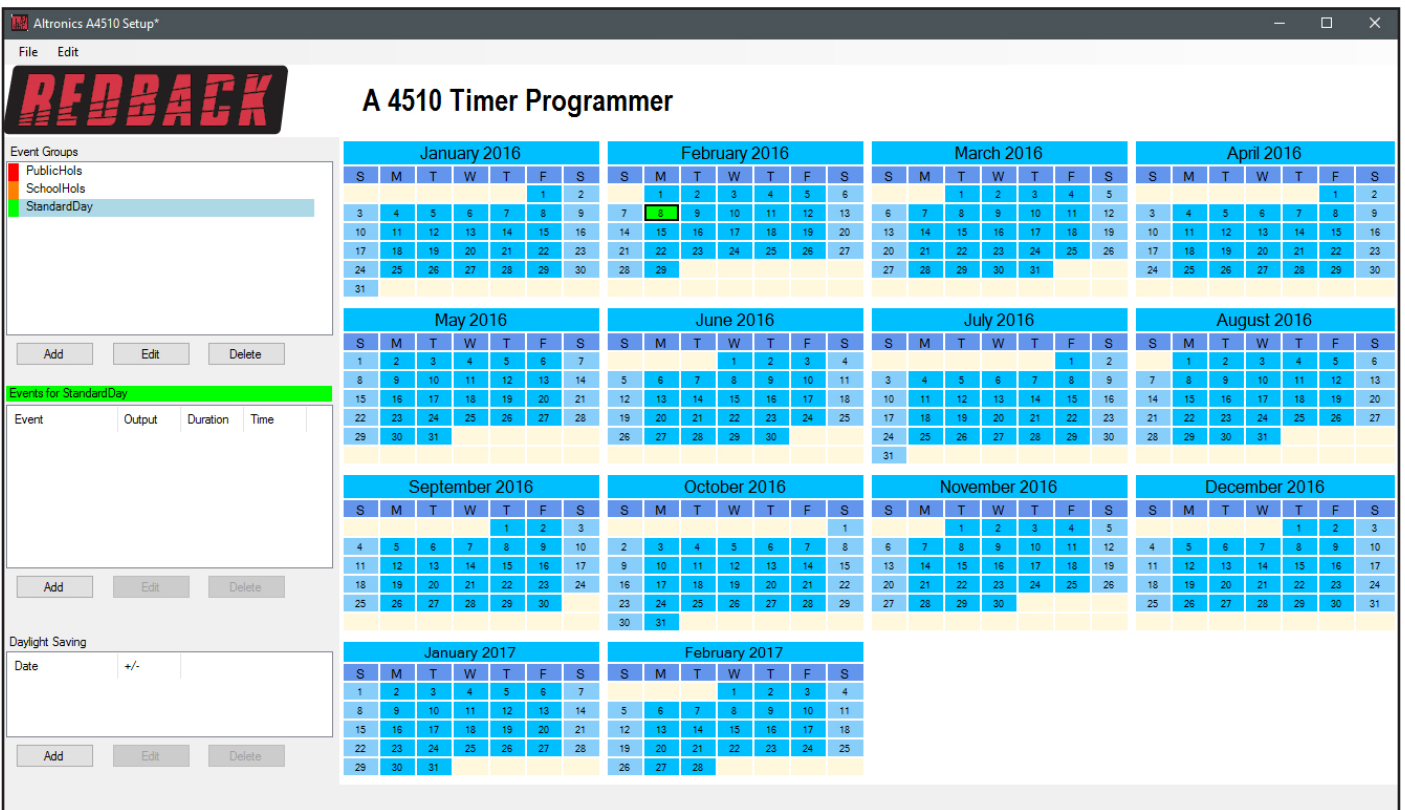 Altronics A4510 Setup*
File Edit
REDBACK
A 4510 Timer Programmer
Event Groups
PublicHols
SchoolHols
StandardDay
Add Edit Delete
Events for StandardDay
Event Output Duration Time
Add Edit Delete
Daylight Saving
Date +/-
Add Edit Delete
January 2016
S M T W T F S
1 2
3 4 5 6 7 8 9
10 11 12 13 14 15 16
17 18 19 20 21 22 23
24 25 26 27 28 29 30
31
February 2016
S M T W T F S
1 2 3 4 5 6
7 8 9 10 11 12 13
14 15 16 17 18 19 20
21 22 23 24 25 26 27
28 29
March 2016
S M T W T F S
1 2 3 4 5
6 7 8 9 10 11 12
13 14 15 16 17 18 19
20 21 22 23 24 25 26
27 28 29 30 31
April 2016
S M T W T F S
1 2
3 4 5 6 7 8 9
10 11 12 13 14 15 16
17 18 19 20 21 22 23
24 25 26 27 28 29 30
May 2016
S M T W T F S
1 2 3 4 5 6 7
8 9 10 11 12 13 14
15 16 17 18 19 20 21
22 23 24 25 26 27 28
29 30 31
June 2016
S M T W T F S
1 2 3 4
5 6 7 8 9 10 11
12 13 14 15 16 17 18
19 20 21 22 23 24 25
26 27 28 29 30
July 2016
S M T W T F S
1 2
3 4 5 6 7 8 9
10 11 12 13 14 15 16
17 18 19 20 21 22 23
24 25 26 27 28 29 30
31
August 2016
S M T W T F S
1 2 3 4 5 6
7 8 9 10 11 12 13
14 15 16 17 18 19 20
21 22 23 24 25 26 27
28 29 30 31
September 2016
S M T W T F S
1 2 3
4 5 6 7 8 9 10
11 12 13 14 15 16 17
18 19 20 21 22 23 24
25 26 27 28 29 30
October 2016
S M T W T F S
1
2 3 4 5 6 7 8
9 10 11 12 13 14 15
16 17 18 19 20 21 22
23 24 25 26 27 28 29
30 31
November 2016
S M T W T F S
1 2 3 4 5
6 7 8 9 10 11 12
13 14 15 16 17 18 19
20 21 22 23 24 25 26
27 28 29 30
December 2016
S M T W T F S
1 2 3
4 5 6 7 8 9 10
11 12 13 14 15 16 17
18 19 20 21 22 23 24
25 26 27 28 29 30 31
January 2017
S M T W T F S
1 2 3 4 5 6 7
8 9 10 11 12 13 14
15 16 17 18 19 20 21
22 23 24 25 26 27 28
29 30 31
February 2017
S M T W T F S
1 2 3 4
5 6 7 8 9 10 11
12 13 14 15 16 17 18
19 20 21 22 23 24 25
26 27 28